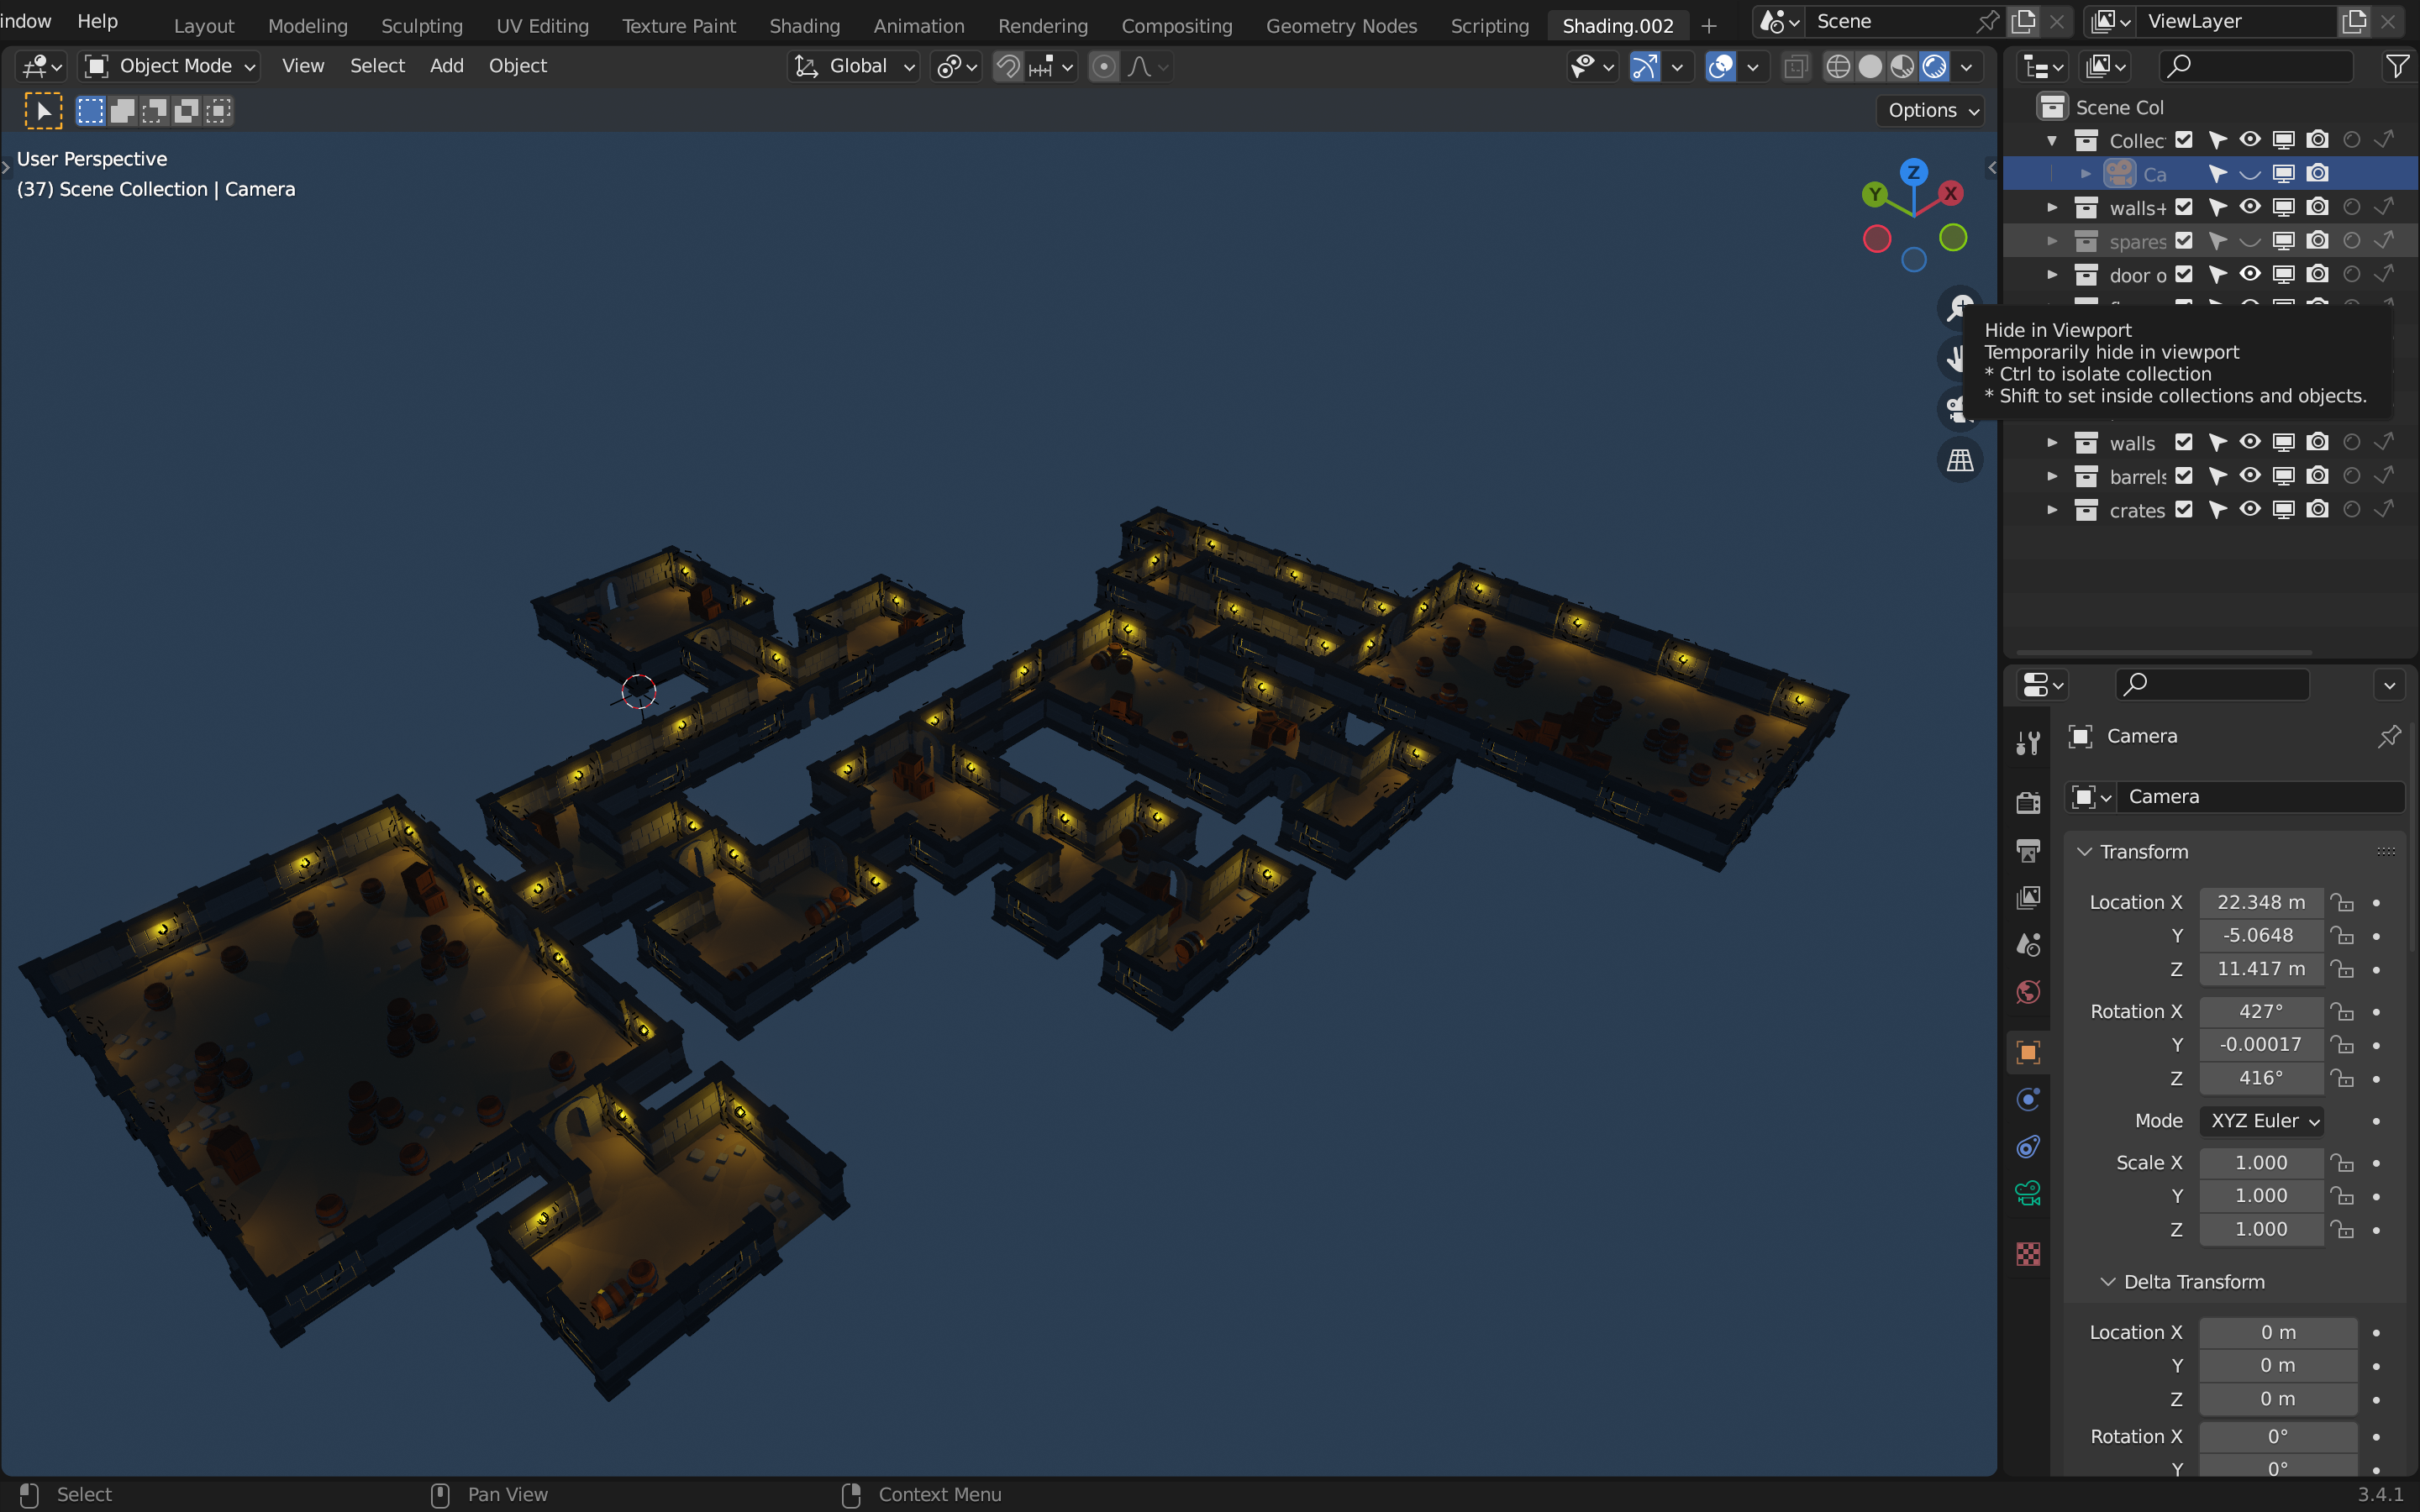 indow Help Layout Modeling Sculpting UV Editing Texture Paint Shading Animation Rendering Compositing Geometry Nodes Scripting Shading.002 Scene ViewLayer
Object Mode View Select Add Object Global
Options
User Perspective
(37) Scene Collection | Camera
Z
Y
X
Scene Col
Collec
Ca
walls+
spares
door o
Hide in Viewport
Temporarily hide in viewport
* Ctrl to isolate collection
* Shift to set inside collections and objects.
walls
barrels
crates
Camera
Camera
Transform
Location X 22.348 m
Y -5.0648
Z 11.417 m
Rotation X 427°
Y -0.00017
Z 416°
Mode XYZ Euler
Scale X 1.000
Y 1.000
Z 1.000
Delta Transform
Location X 0 m
Y 0 m
Z 0 m
Rotation X 0°
Y 0°
Select Pan View Context Menu 3.4.1